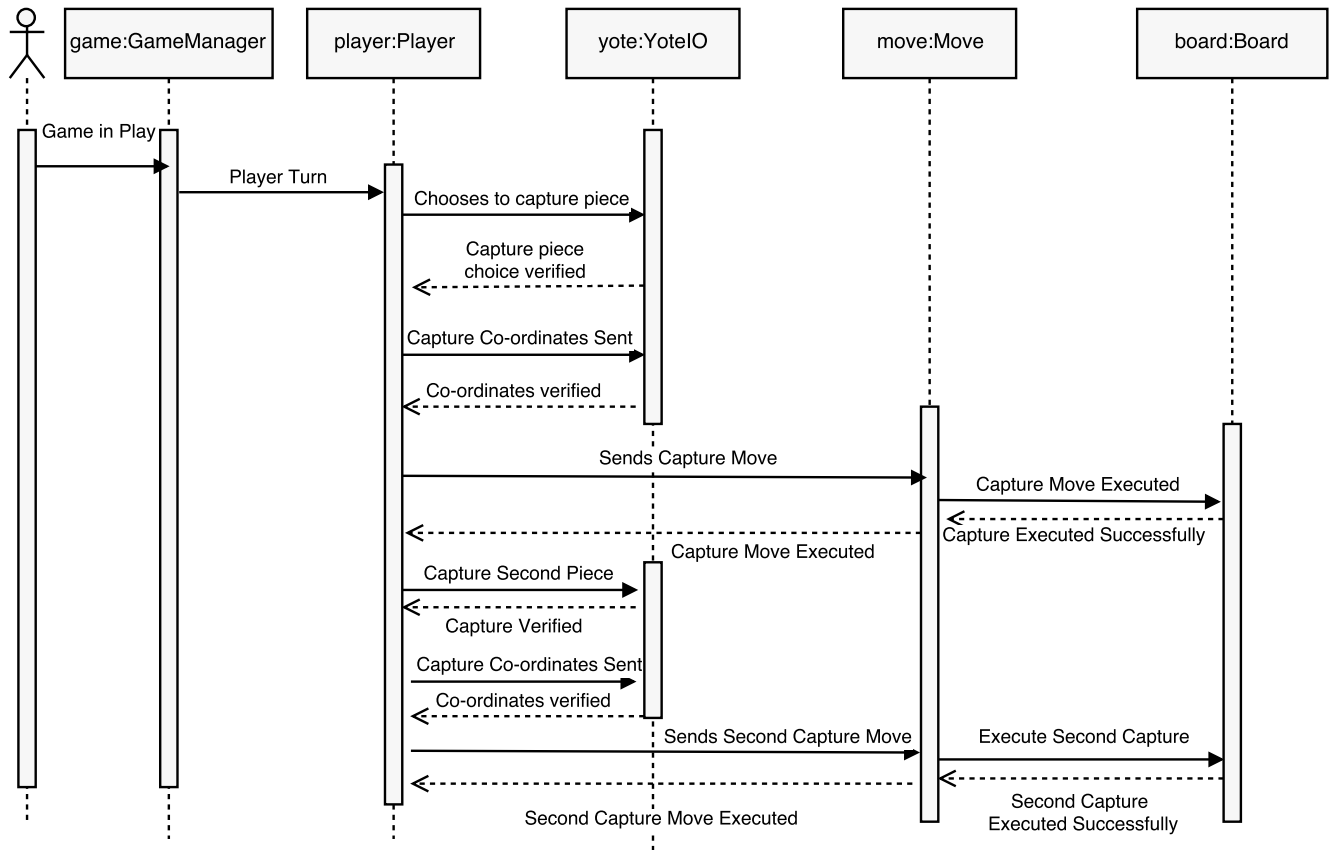 game:GameManager
player:Player
yote:YoteIO
move:Move
board:Board
Game in Play
Player Turn
Chooses to capture piece
Capture piece
choice verified
Capture Co-ordinates Sent
Co-ordinates verified
Sends Capture Move
Capture Move Executed
Capture Executed Successfully
Capture Move Executed
Capture Second Piece
Capture Verified
Capture Co-ordinates Sent
Co-ordinates verified
Sends Second Capture Move
Execute Second Capture
Second Capture
Executed Successfully
Second Capture Move Executed